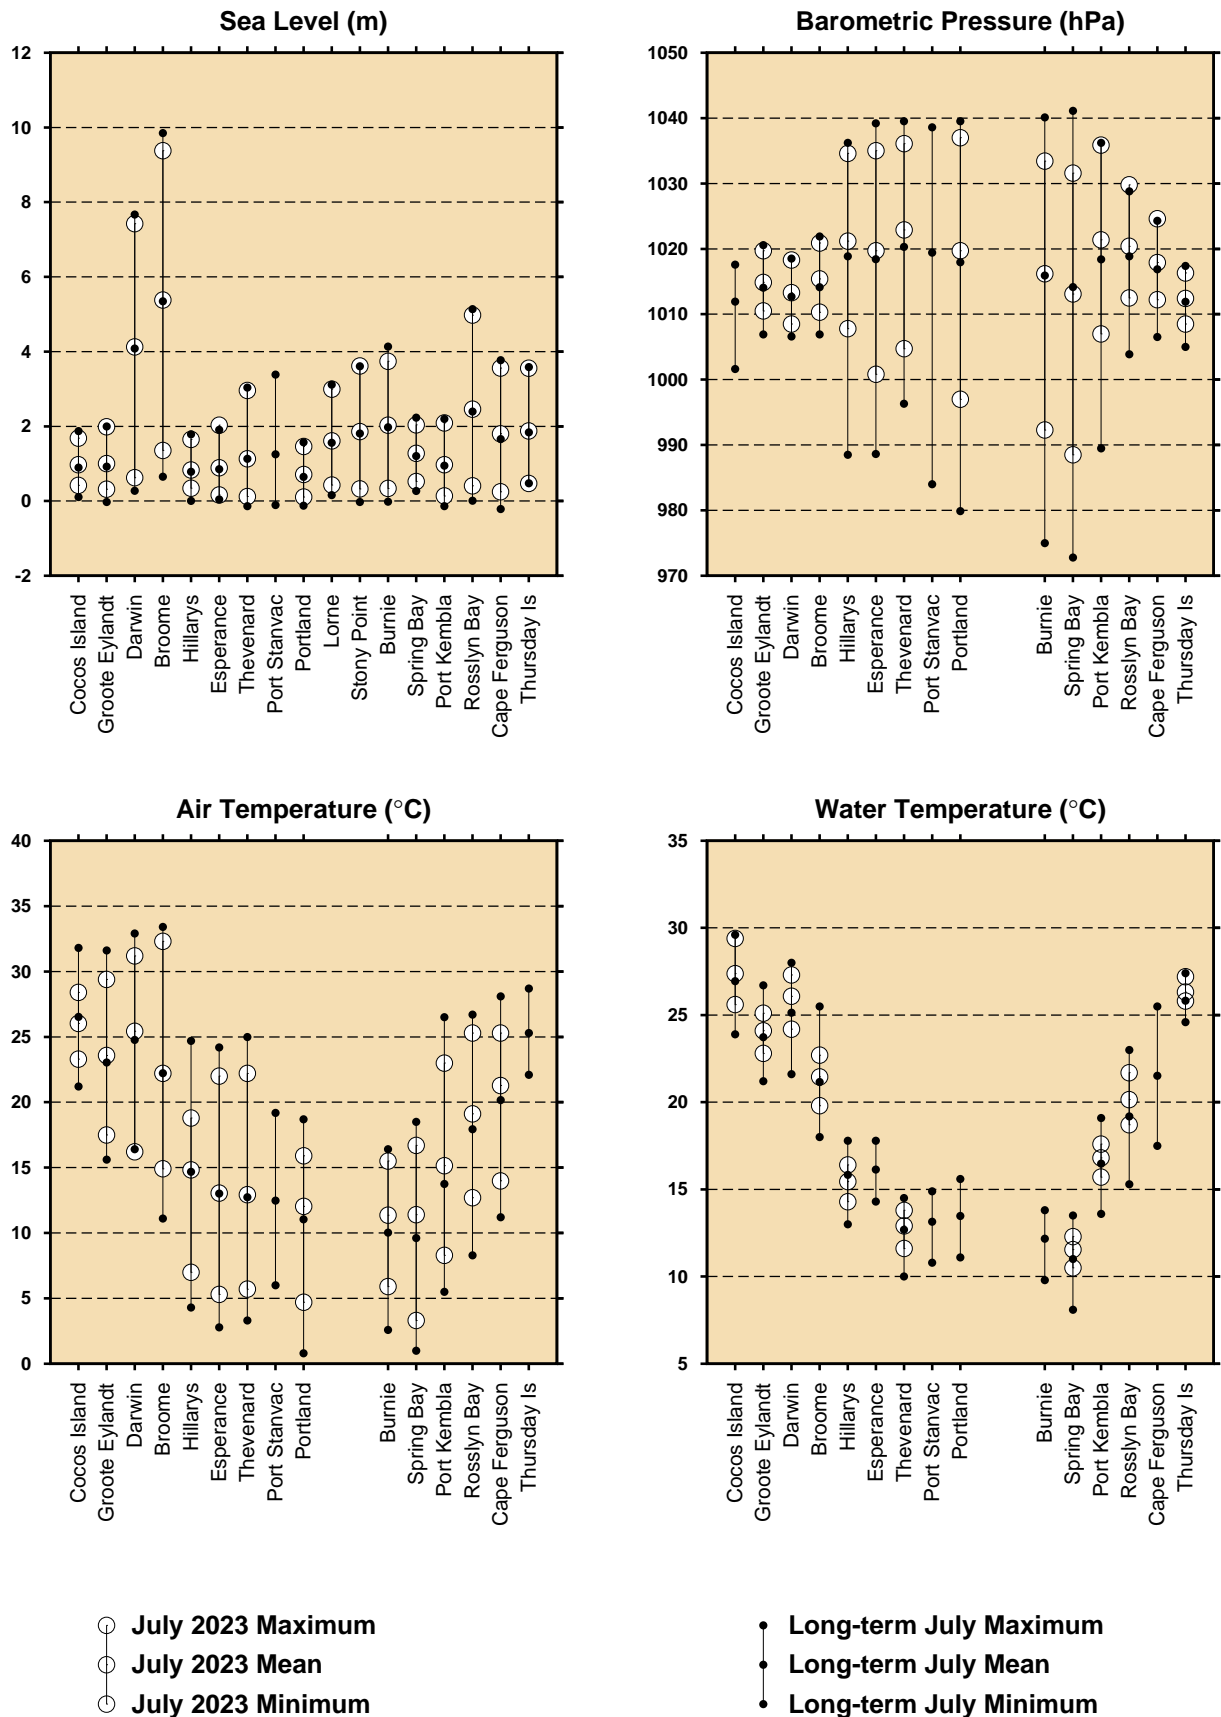 Sea Level (m)
12
10
8
6
4
2
0
-2
Cocos Island
Groote Eylandt
Darwin
Broome
Hillarys
Esperance
Thevenard
Port Stanvac
Portland
Lorne
Stony Point
Burnie
Spring Bay
Port Kembla
Rosslyn Bay
Cape Ferguson
Thursday Is
Barometric Pressure (hPa)
1050
1040
1030
1020
1010
1000
990
980
970
Cocos Island
Groote Eylandt
Darwin
Broome
Hillarys
Esperance
Thevenard
Port Stanvac
Portland
Burnie
Spring Bay
Port Kembla
Rosslyn Bay
Cape Ferguson
Thursday Is
Air Temperature (°C)
40
35
30
25
20
15
10
5
0
Cocos Island
Groote Eylandt
Darwin
Broome
Hillarys
Esperance
Thevenard
Port Stanvac
Portland
Burnie
Spring Bay
Port Kembla
Rosslyn Bay
Cape Ferguson
Thursday Is
Water Temperature (°C)
35
30
25
20
15
10
5
Cocos Island
Groote Eylandt
Darwin
Broome
Hillarys
Esperance
Thevenard
Port Stanvac
Portland
Burnie
Spring Bay
Port Kembla
Rosslyn Bay
Cape Ferguson
Thursday Is
July 2023 Maximum
July 2023 Mean
July 2023 Minimum
Long-term July Maximum
Long-term July Mean
Long-term July Minimum